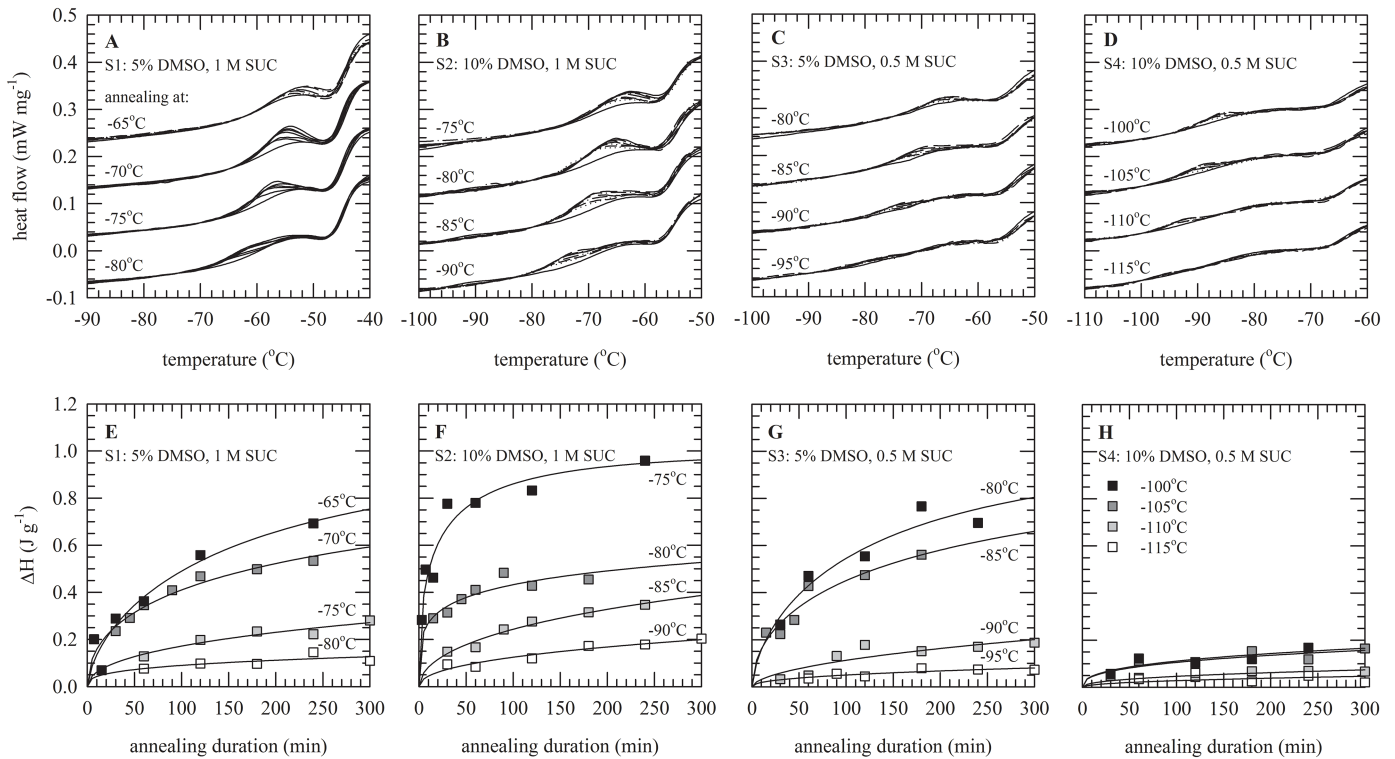 A
S1: 5% DMSO, 1 M SUC
annealing at:
-65°C
-70°C
-75°C
-80°C
0.5
0.4
0.3
0.2
0.1
0.0
-0.1
heat flow (mW mg-1)
-90 -80 -70 -60 -50 -40
temperature (°C)
B
S2: 10% DMSO, 1 M SUC
-75°C
-80°C
-85°C
-90°C
-100 -90 -80 -70 -60 -50
temperature (°C)
C
S3: 5% DMSO, 0.5 M SUC
-80°C
-85°C
-90°C
-95°C
-100 -90 -80 -70 -60 -50
temperature (°C)
D
S4: 10% DMSO, 0.5 M SUC
-100°C
-105°C
-110°C
-115°C
-110 -100 -90 -80 -70 -60
temperature (°C)
E
S1: 5% DMSO, 1 M SUC
-65°C
-70°C
-75°C
-80°C
1.2
1.0
0.8
0.6
0.4
0.2
0.0
ΔH (J g-1)
0 50 100 150 200 250 300
annealing duration (min)
F
S2: 10% DMSO, 1 M SUC
-75°C
-80°C
-85°C
-90°C
0 50 100 150 200 250 300
annealing duration (min)
G
S3: 5% DMSO, 0.5 M SUC
-80°C
-85°C
-90°C
-95°C
0 50 100 150 200 250 300
annealing duration (min)
H
S4: 10% DMSO, 0.5 M SUC
-100°C
-105°C
-110°C
-115°C
0 50 100 150 200 250 300
annealing duration (min)